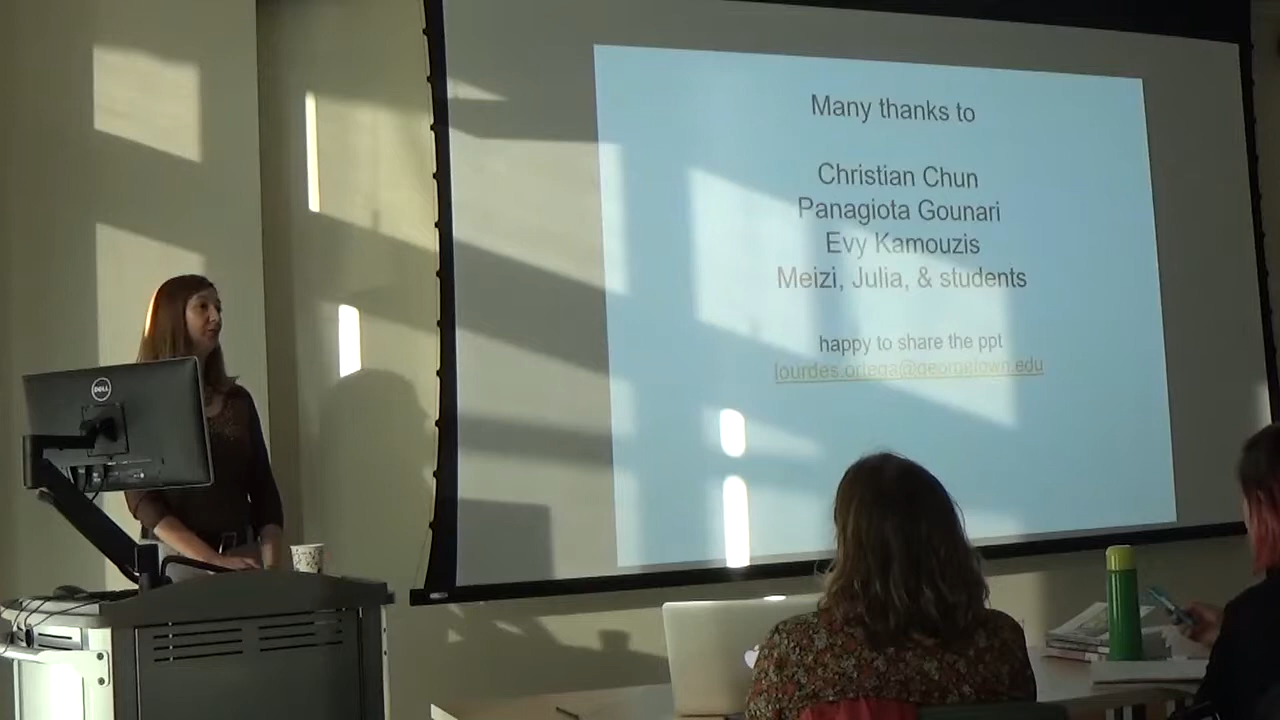 Many thanks to
Christian Chun
Panagiota Gounari
Evy Kamouzis
Meizi, Julia, & students
happy to share the ppt
lourdes.ortega@georgetown.edu
DELL